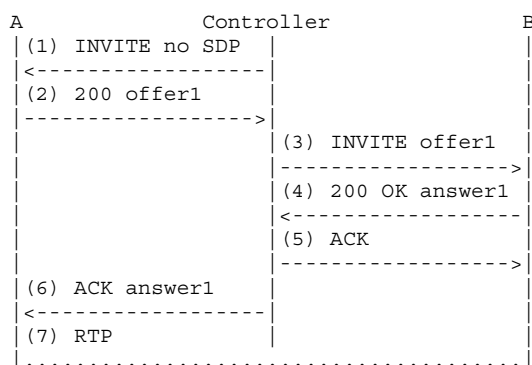 A Controller B
(1) INVITE no SDP
(2) 200 offer1
(3) INVITE offer1
(4) 200 OK answer1
(5) ACK
(6) ACK answer1
(7) RTP